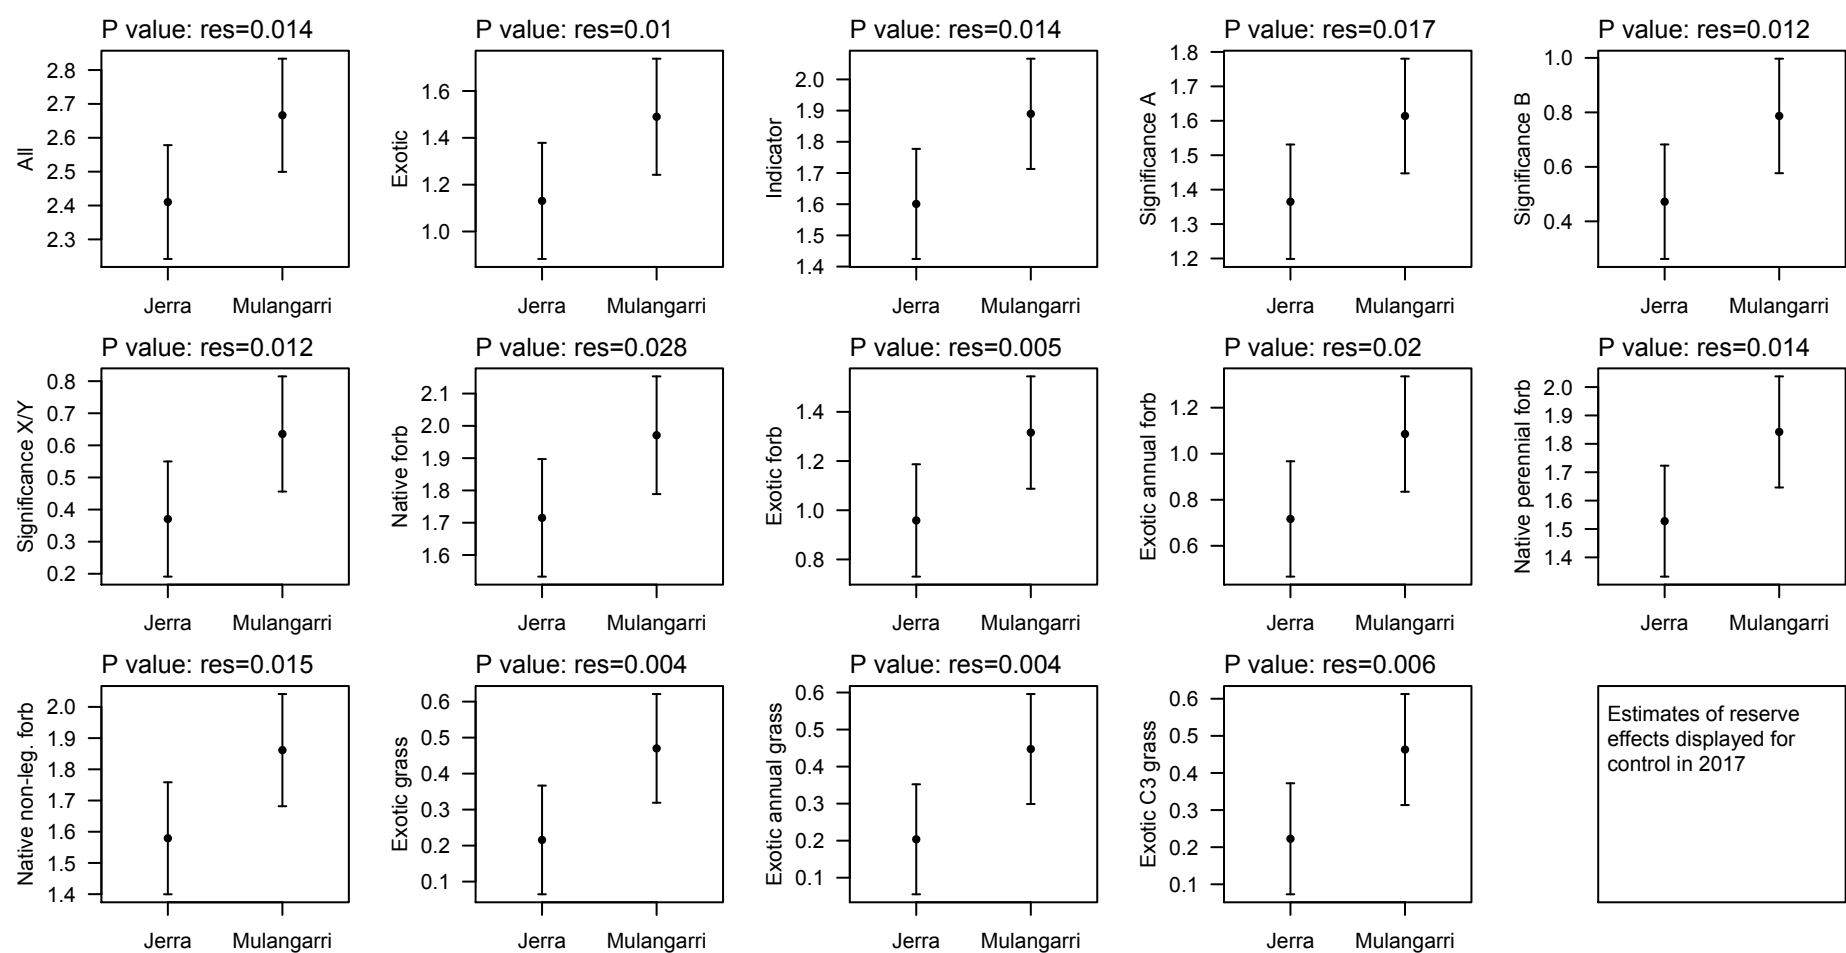 P value: res=0.014
All
2.8
2.7
2.6
2.5
2.4
2.3
Jerra Mulangarri
P value: res=0.01
Exotic
1.6
1.4
1.2
1.0
Jerra Mulangarri
P value: res=0.014
Indicator
2.0
1.9
1.8
1.7
1.6
1.5
1.4
Jerra Mulangarri
P value: res=0.017
Significance A
1.8
1.7
1.6
1.5
1.4
1.3
1.2
Jerra Mulangarri
P value: res=0.012
Significance B
1.0
0.8
0.6
0.4
Jerra Mulangarri
P value: res=0.012
Significance X/Y
0.8
0.7
0.6
0.5
0.4
0.3
0.2
Jerra Mulangarri
P value: res=0.028
Native forb
2.1
2.0
1.9
1.8
1.7
1.6
Jerra Mulangarri
P value: res=0.005
Exotic forb
1.4
1.2
1.0
0.8
Jerra Mulangarri
P value: res=0.02
Exotic annual forb
1.2
1.0
0.8
0.6
Jerra Mulangarri
P value: res=0.014
Native perennial forb
2.0
1.9
1.8
1.7
1.6
1.5
1.4
Jerra Mulangarri
P value: res=0.015
Native non-leg. forb
2.0
1.9
1.8
1.7
1.6
1.5
1.4
Jerra Mulangarri
P value: res=0.004
Exotic grass
0.6
0.5
0.4
0.3
0.2
0.1
Jerra Mulangarri
P value: res=0.004
Exotic annual grass
0.6
0.5
0.4
0.3
0.2
0.1
Jerra Mulangarri
P value: res=0.006
Exotic C3 grass
0.6
0.5
0.4
0.3
0.2
0.1
Jerra Mulangarri
Estimates of reserve
effects displayed for
control in 2017